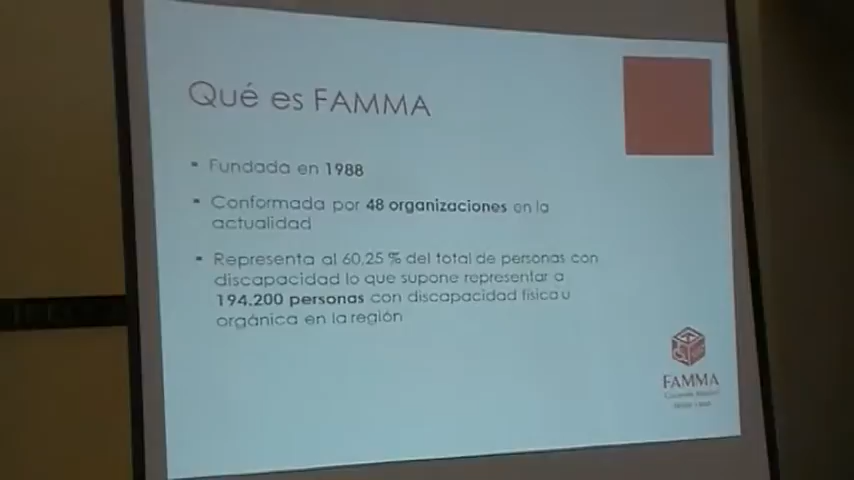 Qué es FAMMA
▪ Fundada en 1988
▪ Conformada por 48 organizaciones en la
actualidad
▪ Representa al 60,25 % del total de personas con
discapacidad lo que supone representar a
194.200 personas con discapacidad física u
orgánica en la región
FAMMA